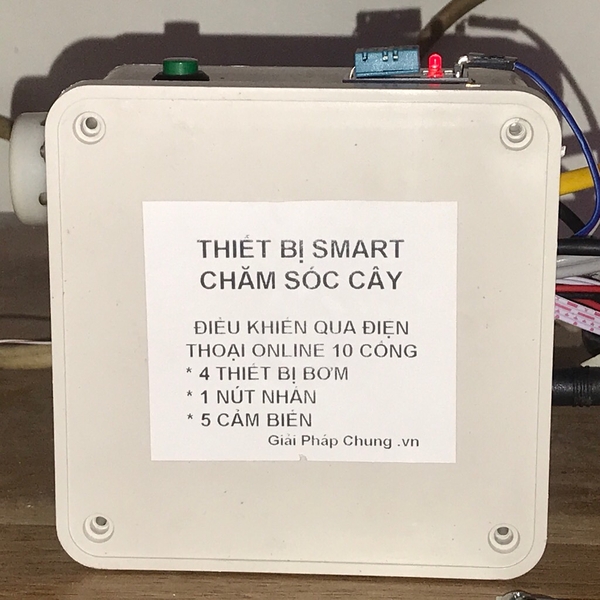 THIẾT BỊ SMART
CHĂM SÓC CÂY
ĐIỀU KHIỂN QUA ĐIỆN
THOẠI ONLINE 10 CỔNG
* 4 THIẾT BỊ BƠM
* 1 NÚT NHẤN
* 5 CẢM BIẾN
Giải Pháp Chung .vn